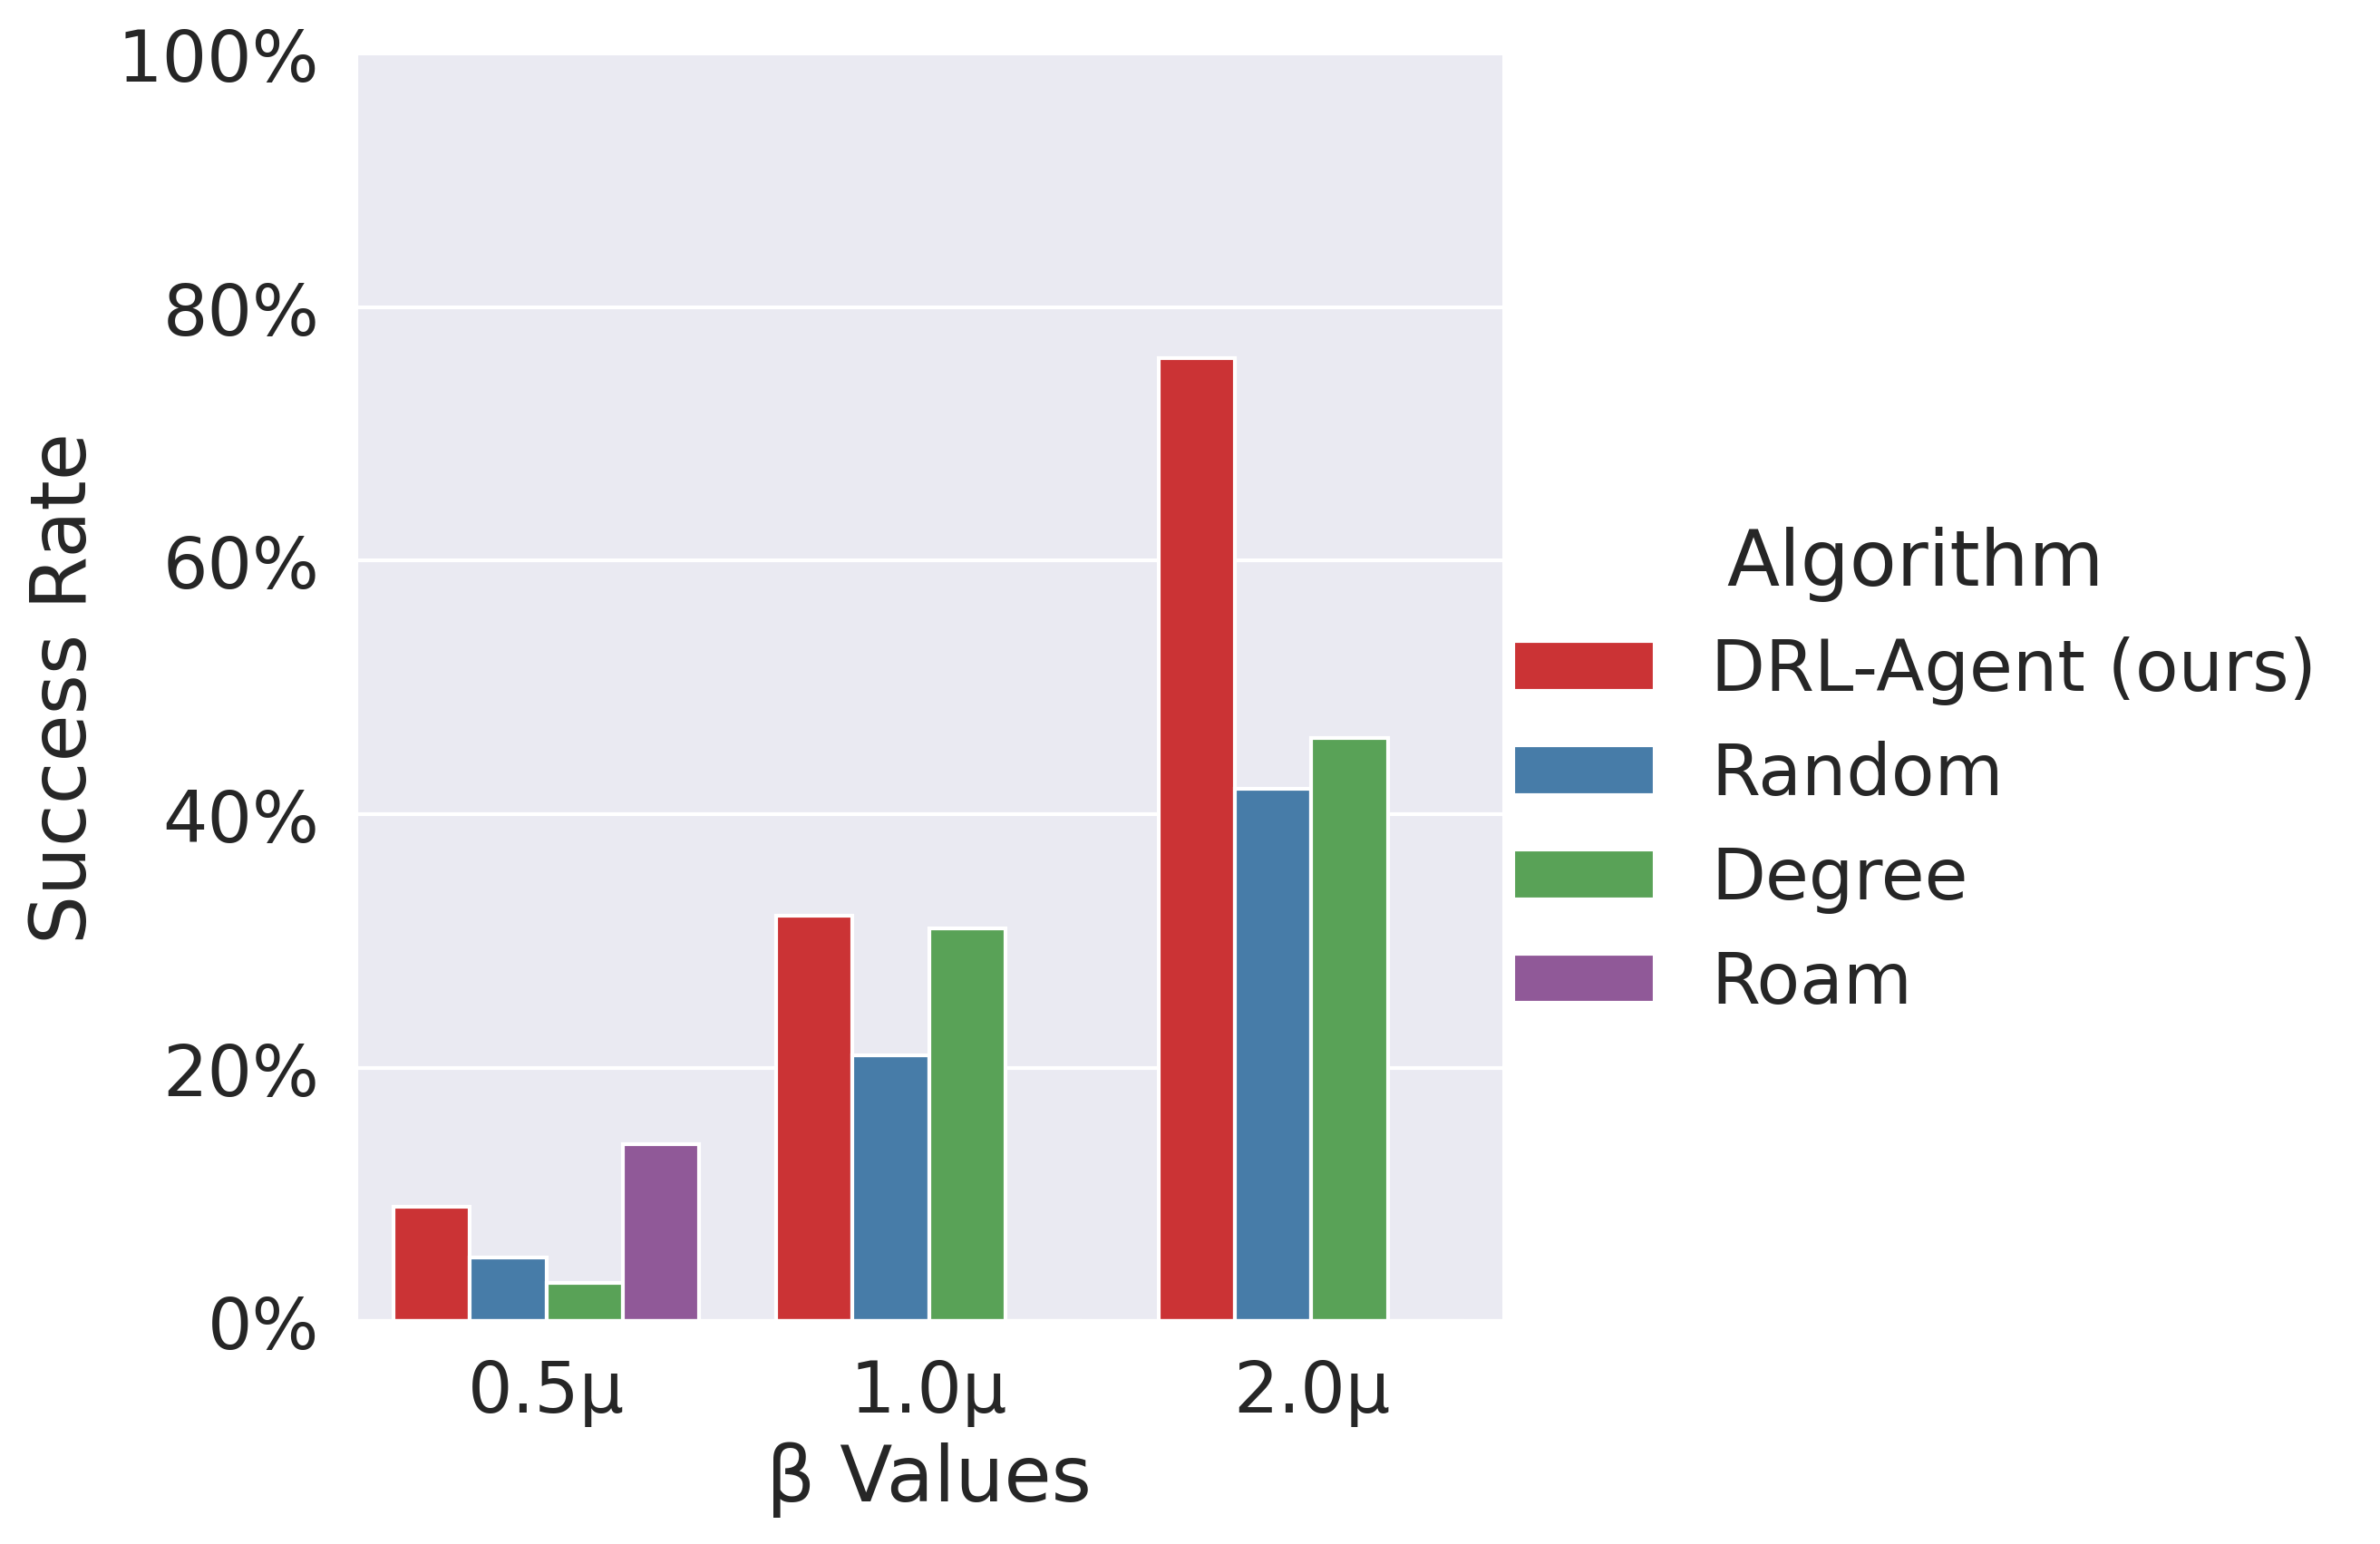 100%
80%
60%
40%
20%
0%
Success Rate
0.5μ 1.0μ 2.0μ
β Values
Algorithm
DRL-Agent (ours)
Random
Degree
Roam